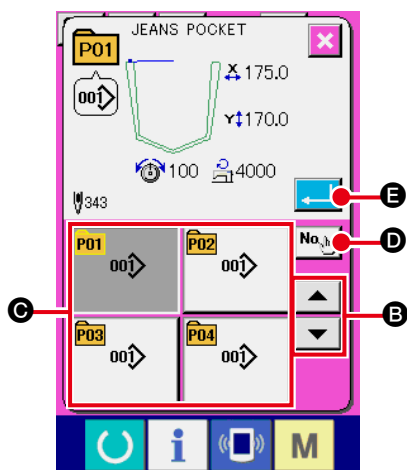 P01 JEANS POCKET
001
X 175.0
Y 170.0
100 4000
343
E
No.
D
P01 001 P02 001
C
B
P03 001 P04 001
i M